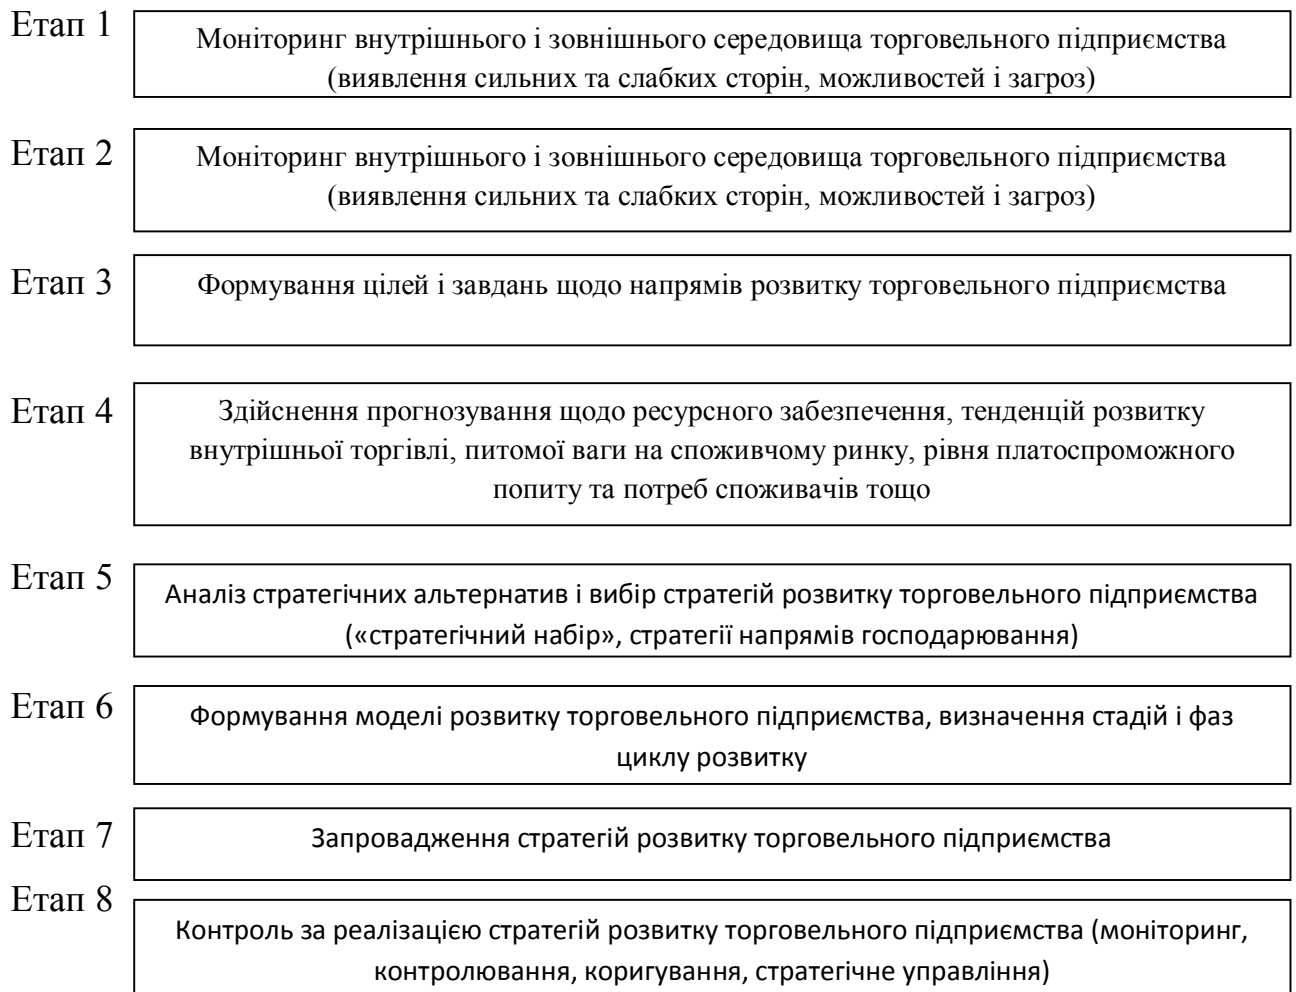 Етап 1
Моніторинг внутрішнього і зовнішнього середовища торговельного підприємства
(виявлення сильних та слабких сторін, можливостей і загроз)
Етап 2
Моніторинг внутрішнього і зовнішнього середовища торговельного підприємства
(виявлення сильних та слабких сторін, можливостей і загроз)
Етап 3
Формування цілей і завдань щодо напрямів розвитку торговельного підприємства
Етап 4
Здійснення прогнозування щодо ресурсного забезпечення, тенденцій розвитку
внутрішньої торгівлі, питомої ваги на споживчому ринку, рівня платоспроможного
попиту та потреб споживачів тощо
Етап 5
Аналіз стратегічних альтернатив і вибір стратегій розвитку торговельного підприємства
(«стратегічний набір», стратегії напрямів господарювання)
Етап 6
Формування моделі розвитку торговельного підприємства, визначення стадій і фаз
циклу розвитку
Етап 7
Запровадження стратегій розвитку торговельного підприємства
Етап 8
Контроль за реалізацією стратегій розвитку торговельного підприємства (моніторинг,
контролювання, коригування, стратегічне управління)